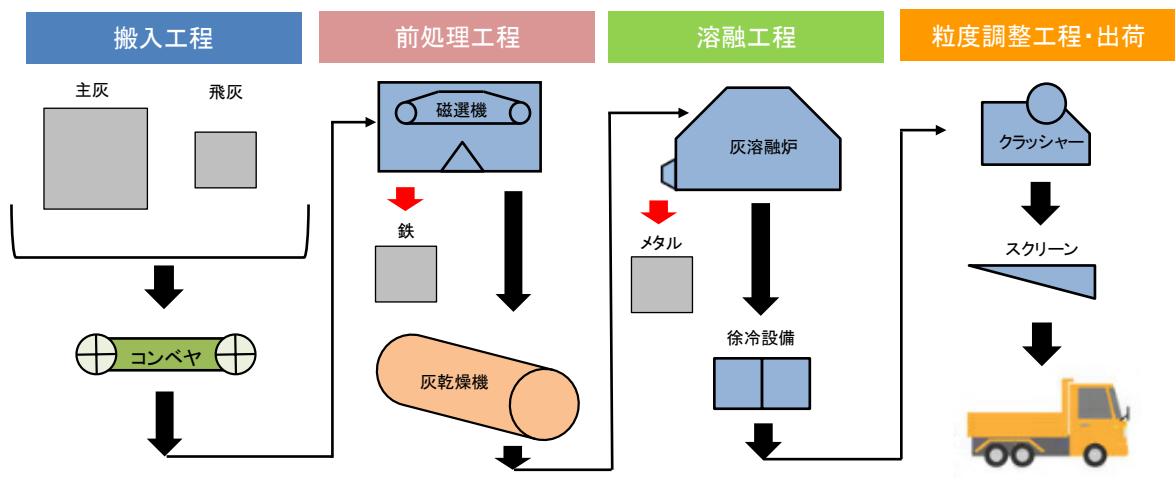 搬入工程
前処理工程
溶融工程
粒度調整工程・出荷
主灰
飛灰
コンベヤ
磁選機
鉄
灰乾燥機
灰溶融炉
メタル
徐冷設備
クラッシャー
スクリーン